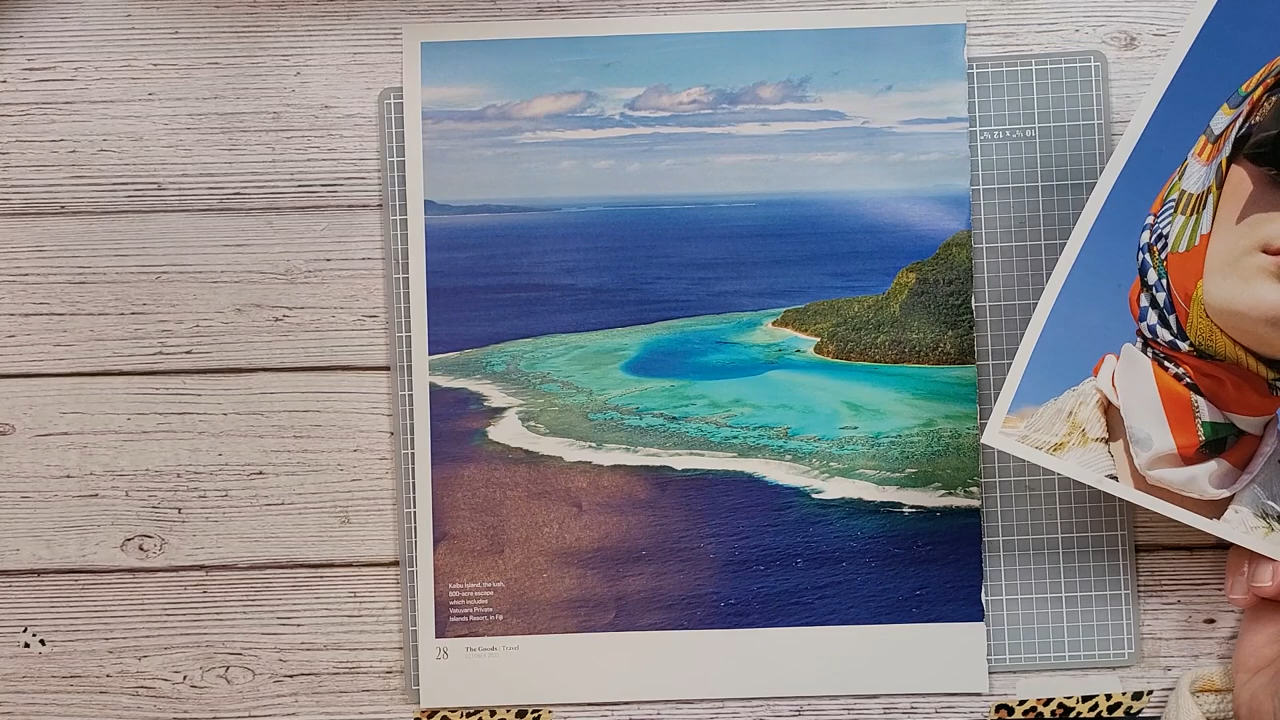 10 ½" x 12 ½"
Kaibu Island, the lush,
800-acre escape
which includes
Vatuvara Private
Islands Resort, in Fiji
28 The Goods | Travel